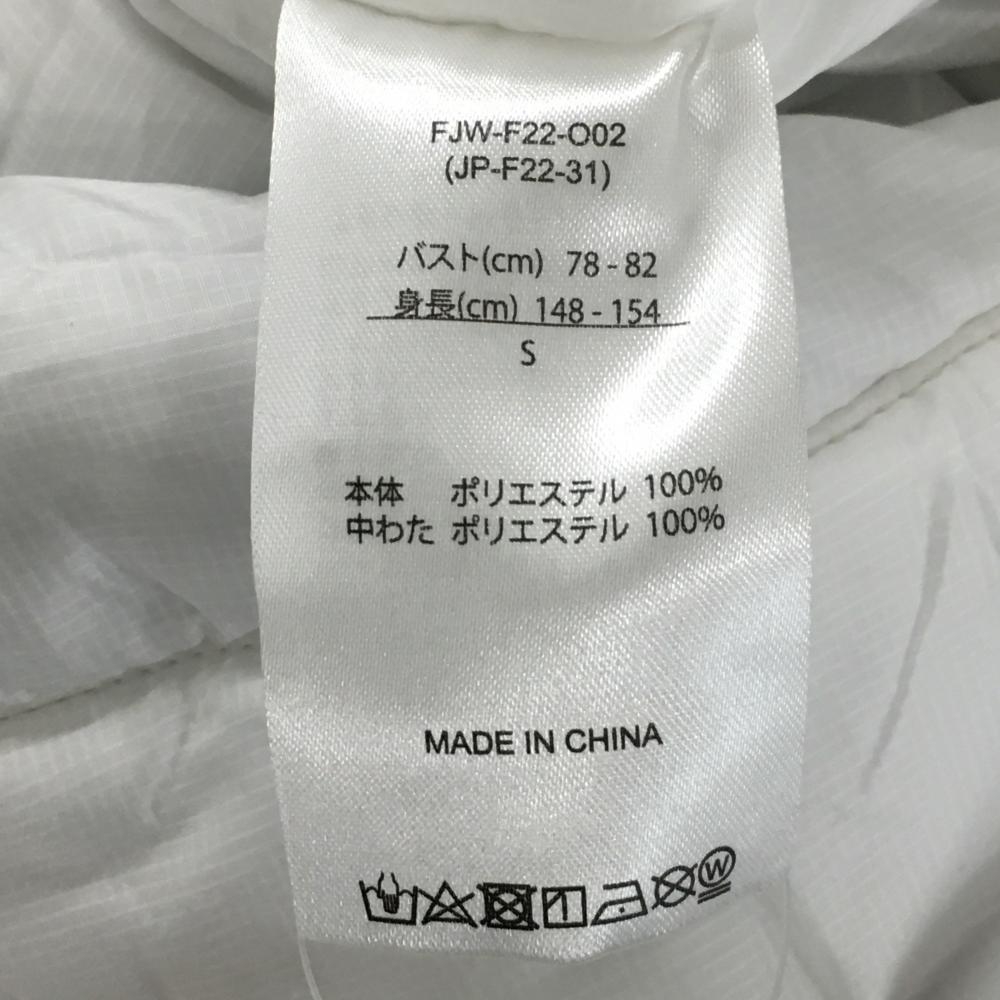 FJW-F22-O02
(JP-F22-31)
バスト(cm) 78 - 82
身長(cm) 148 - 154
S
本体 ポリエステル 100%
中わた ポリエステル 100%
MADE IN CHINA
W